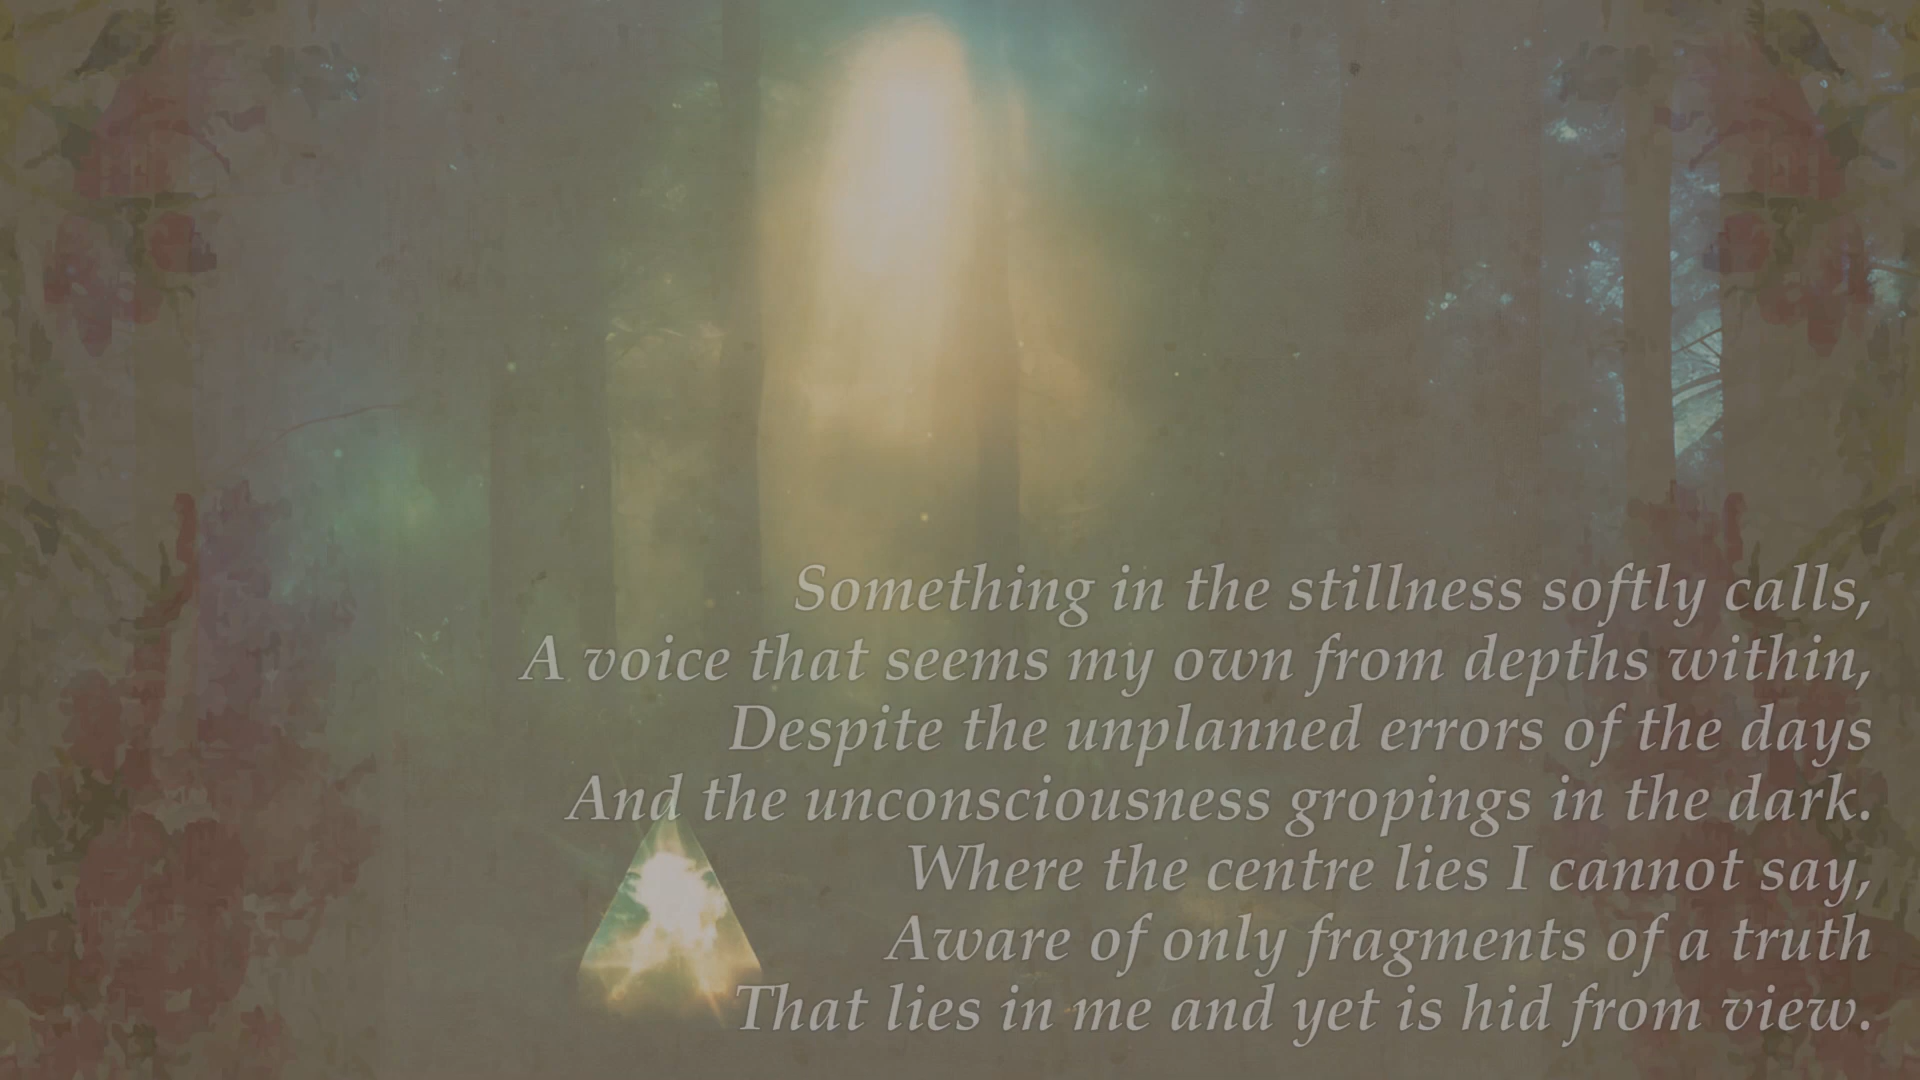 Something in the stillness softly calls,
A voice that seems my own from depths within,
Despite the unplanned errors of the days
And the unconsciousness gropings in the dark.
Where the centre lies I cannot say,
Aware of only fragments of a truth
That lies in me and yet is hid from view.